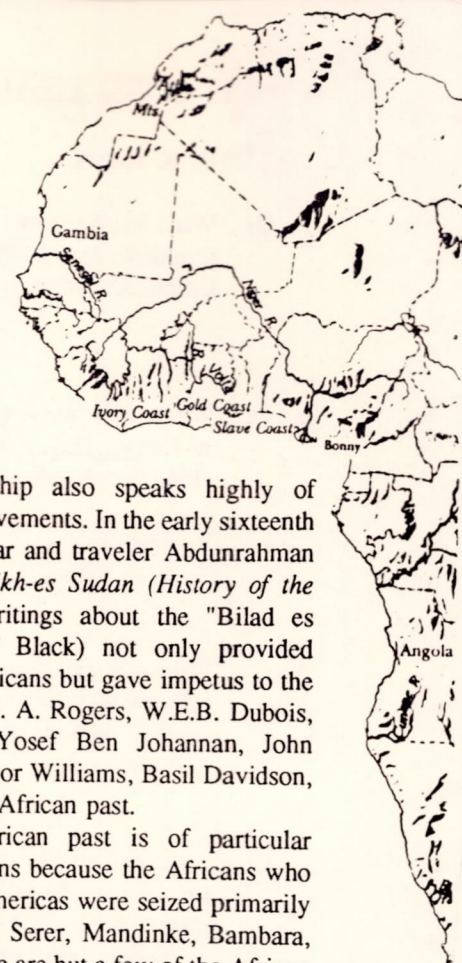 Mts.
Gambia
Senegal R.
Niger R.
R. Volta
Ivory Coast
Gold Coast
Slave Coast
Bonny
Angola
hip also speaks highly of
vements. In the early sixteenth
ar and traveler Abdunrahman
kh-es Sudan (History of the
ritings about the "Bilad es
Black) not only provided
icans but gave impetus to the
. A. Rogers, W.E.B. Dubois,
Yosef Ben Johannan, John
or Williams, Basil Davidson,
African past.
rican past is of particular
ns because the Africans who
mericas were seized primarily
Serer, Mandinke, Bambara,